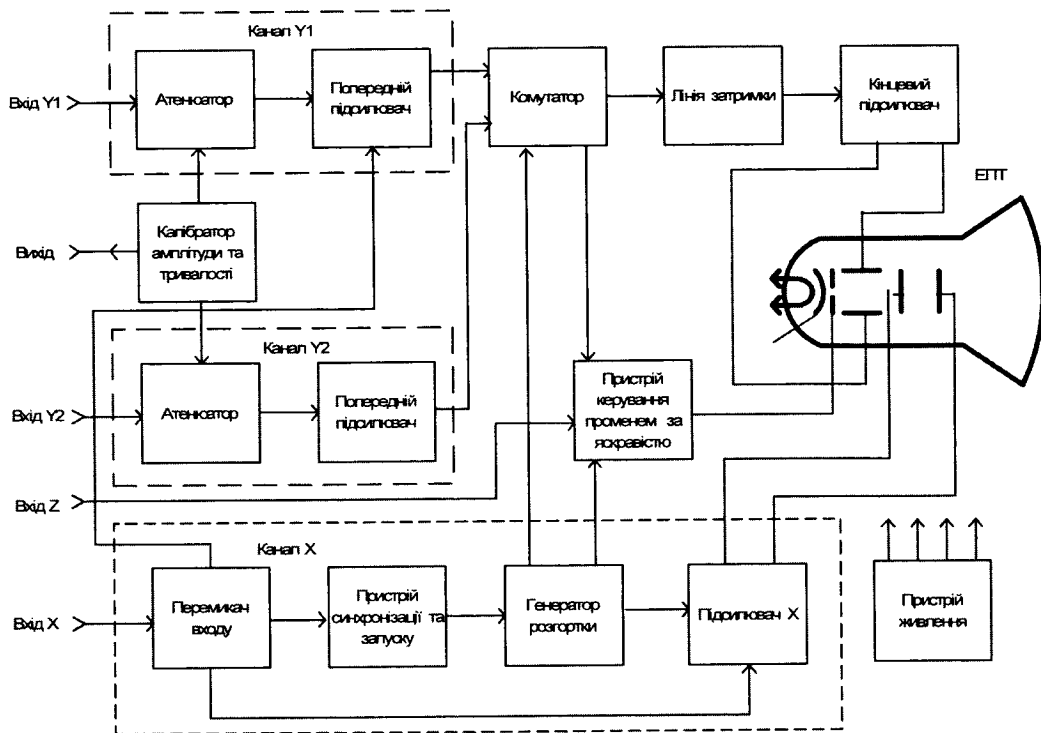 Канал Y1
Вхід Y1
Атенюатор
Попередній
підсилювач
Комутатор
Лінія затримки
Кінцевий
підсилювач
ЕПТ
Вихід
Калібратор
амплітуди та
тривалості
Канал Y2
Вхід Y2
Атенюатор
Попередній
підсилювач
Пристрій
керування
променем за
яскравістю
Вхід Z
Канал X
Вхід X
Перемикач
входу
Пристрій
синхронізації та
запуску
Генератор
розгортки
Підсилювач X
Пристрій
живлення